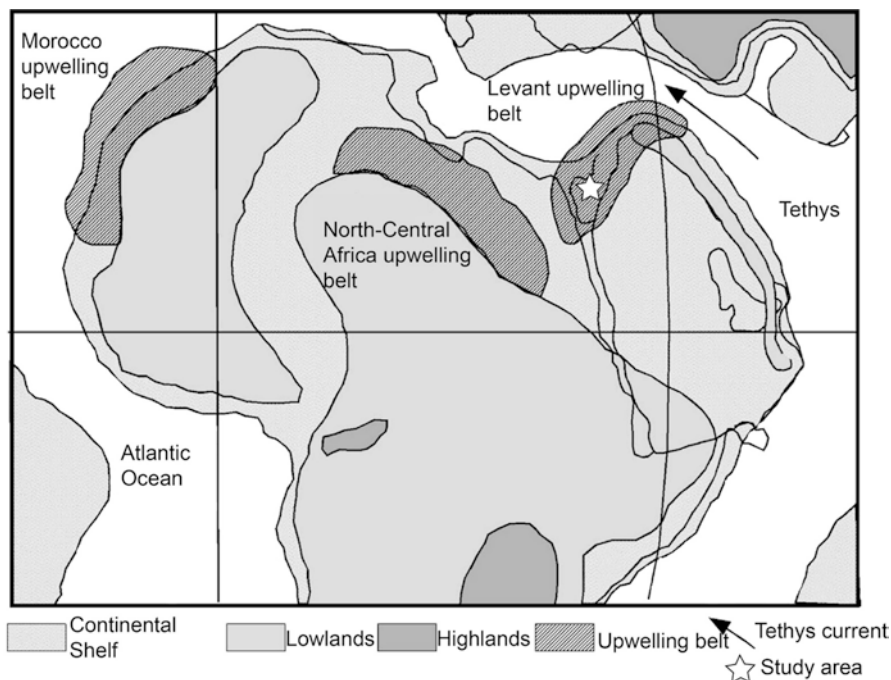 Morocco
upwelling
belt
Levant upwelling
belt
Tethys
North-Central
Africa upwelling
belt
Atlantic
Ocean
Continental
Shelf
Lowlands
Highlands
Upwelling belt
Tethys current
Study area